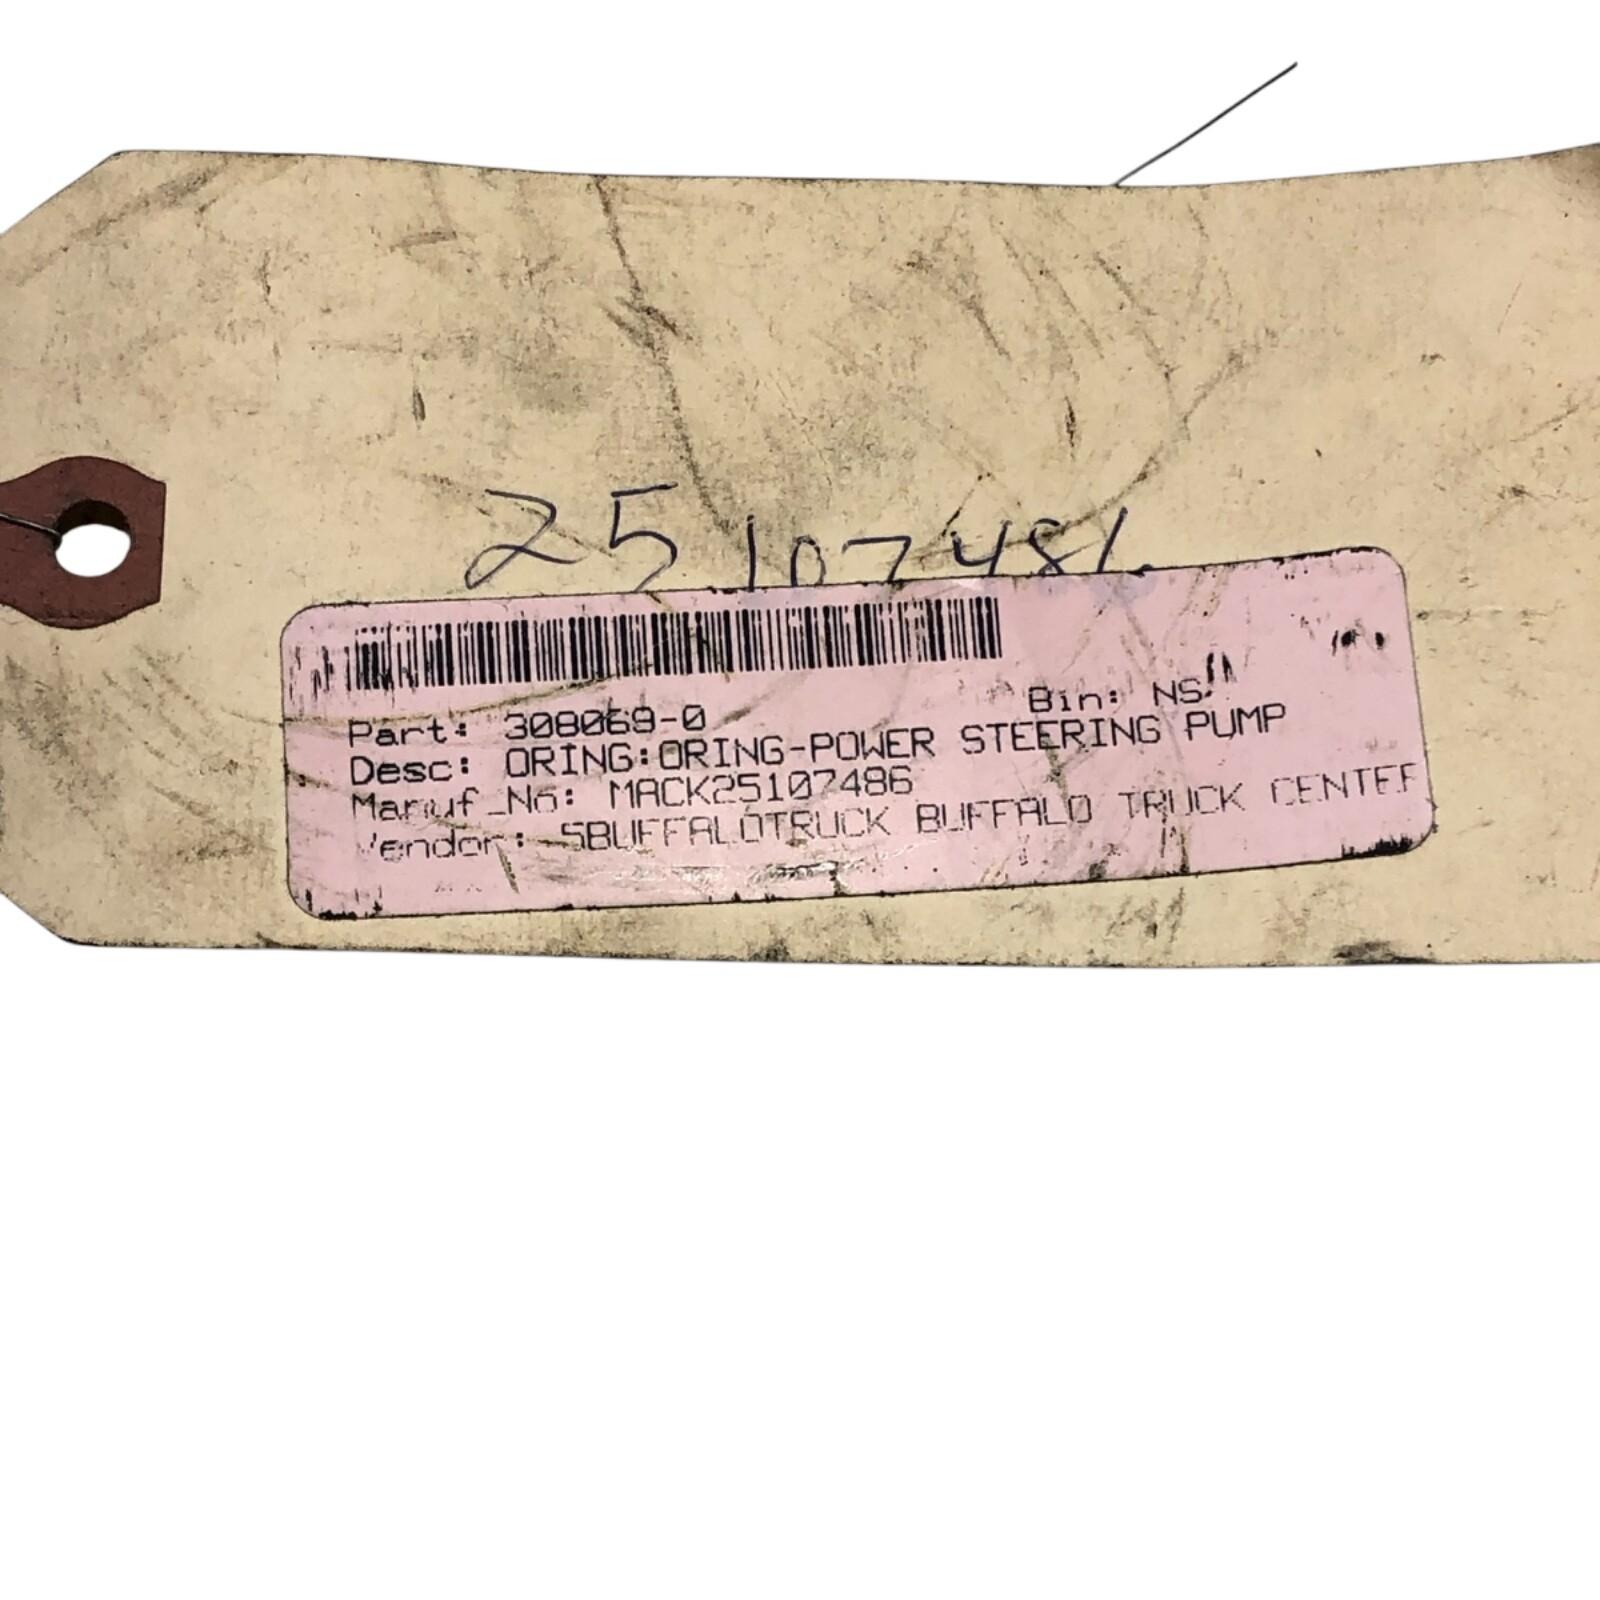 25107486
Bin: NS
Part: 308069-0
Desc: ORING:ORING-POWER STEERING PUMP
Manuf_No: MACK25107486
Vendor: SBUFFALOTRUCK BUFFALO TRUCK CENTER